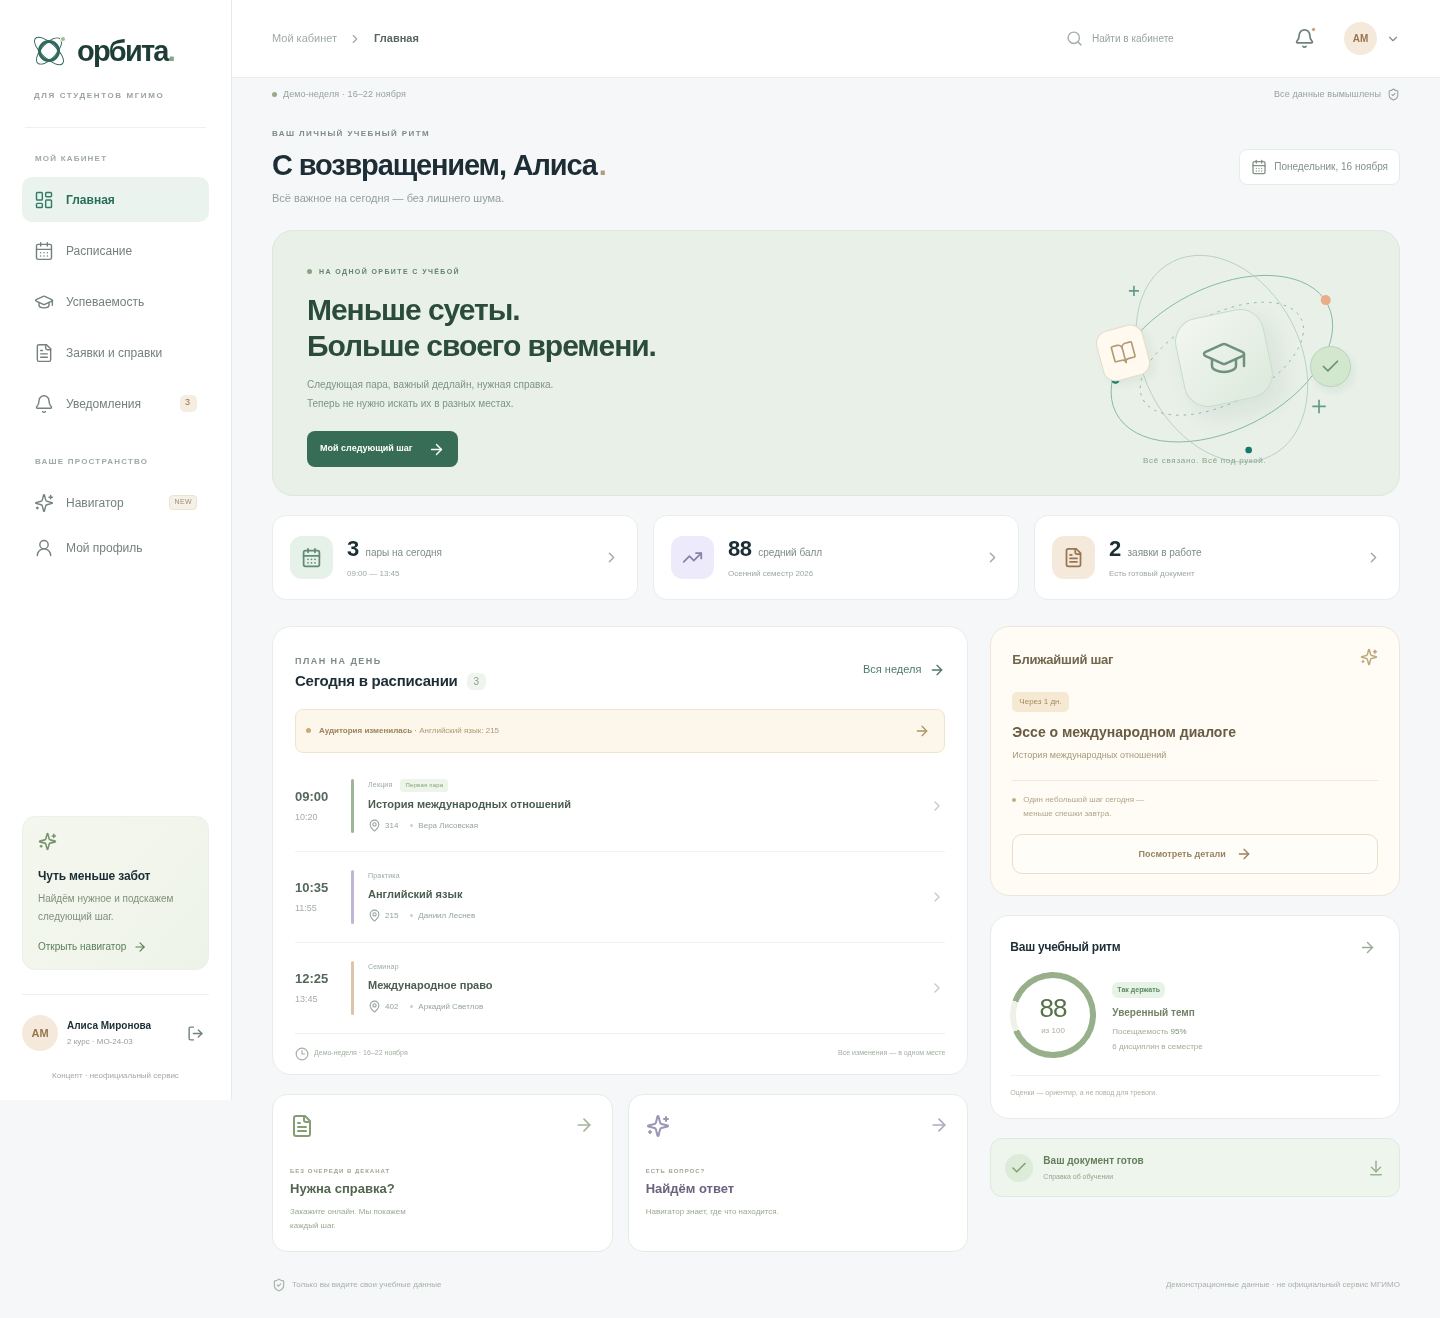 орбита.
ДЛЯ СТУДЕНТОВ МГИМО
МОЙ КАБИНЕТ
Главная
Расписание
Успеваемость
Заявки и справки
Уведомления 3
ВАШЕ ПРОСТРАНСТВО
Навигатор NEW
Мой профиль
Чуть меньше забот
Найдём нужное и подскажем
следующий шаг.
Открыть навигатор
АМ
Алиса Миронова
2 курс · МО-24-03
Концепт · неофициальный сервис
Мой кабинет Главная
Найти в кабинете
АМ
Демо-неделя · 16–22 ноября
Все данные вымышлены
ВАШ ЛИЧНЫЙ УЧЕБНЫЙ РИТМ
С возвращением, Алиса.
Всё важное на сегодня — без лишнего шума.
Понедельник, 16 ноября
НА ОДНОЙ ОРБИТЕ С УЧЁБОЙ
Меньше суеты.
Больше своего времени.
Следующая пара, важный дедлайн, нужная справка.
Теперь не нужно искать их в разных местах.
Мой следующий шаг
Всё связано. Всё под рукой.
3 пары на сегодня
09:00 — 13:45
88 средний балл
Осенний семестр 2026
2 заявки в работе
Есть готовый документ
ПЛАН НА ДЕНЬ
Сегодня в расписании 3
Вся неделя
Аудитория изменилась · Английский язык: 215
09:00
10:20
Лекция Первая пара
История международных отношений
314 Вера Лисовская
10:35
11:55
Практика
Английский язык
215 Даниил Леснев
12:25
13:45
Семинар
Международное право
402 Аркадий Светлов
Демо-неделя · 16–22 ноября
Все изменения — в одном месте
БЕЗ ОЧЕРЕДИ В ДЕКАНАТ
Нужна справка?
Закажите онлайн. Мы покажем
каждый шаг.
ЕСТЬ ВОПРОС?
Найдём ответ
Навигатор знает, где что находится.
Ближайший шаг
Через 1 дн.
Эссе о международном диалоге
История международных отношений
Один небольшой шаг сегодня —
меньше спешки завтра.
Посмотреть детали
Ваш учебный ритм
88
из 100
Так держать
Уверенный темп
Посещаемость 95%
6 дисциплин в семестре
Оценки — ориентир, а не повод для тревоги.
Ваш документ готов
Справка об обучении
Только вы видите свои учебные данные
Демонстрационные данные · не официальный сервис МГИМО